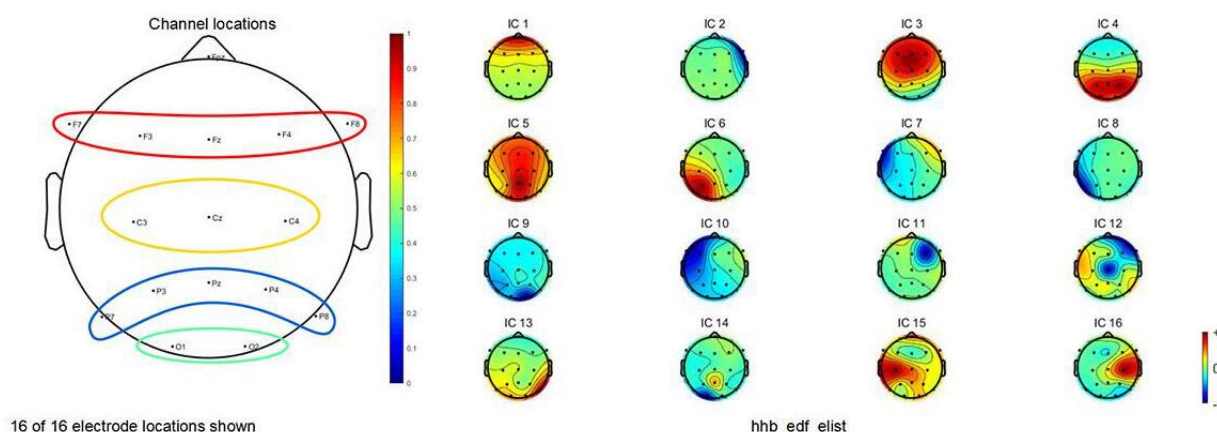 Channel locations
Fpz
F7
F3
Fz
F4
F8
C3
Cz
C4
P7
P3
Pz
P4
P8
O1
O2
1
0.9
0.8
0.7
0.6
0.5
0.4
0.3
0.2
0.1
0
16 of 16 electrode locations shown
IC 1
IC 2
IC 3
IC 4
IC 5
IC 6
IC 7
IC 8
IC 9
IC 10
IC 11
IC 12
IC 13
IC 14
IC 15
IC 16
+
0
-
hhb edf elist